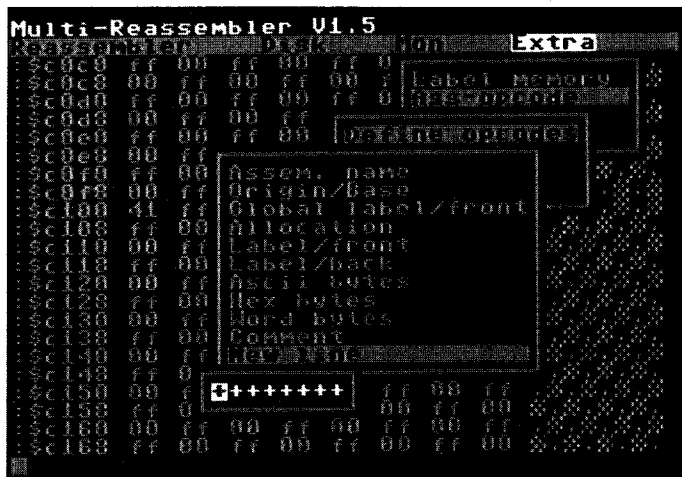 Multi-Reassembler V1.5
Reassembler Disk Mon Extra
:$c0c0 ff 00 ff 00 ff 0
:$c0c8 00 ff 00 ff 00 f Label memory
:$c0d0 ff 00 ff 00 ff 0 Ass-opcode
:$c0d8 00 ff 00 ff
:$c0e0 ff 00 ff 00 Define opcodes
:$c0e8 00 ff
:$c0f0 ff 00 Assem. name
:$c0f8 00 ff Origin/Base
:$c100 41 ff Global label/front
:$c108 ff 00 Allocation
:$c110 00 ff Label/front
:$c118 ff 00 Label/back
:$c120 00 ff Ascii bytes
:$c128 ff 00 Hex bytes
:$c130 00 ff Word bytes
:$c138 ff 00 Comment
:$c140 00 ff New line
:$c148 ff 0
:$c150 00 f ++++++++ ff 00 ff
:$c158 ff 0 00 ff 00
:$c160 00 ff 00 ff 00 ff 00 ff
:$c168 ff 00 ff 00 ff 00 ff 00